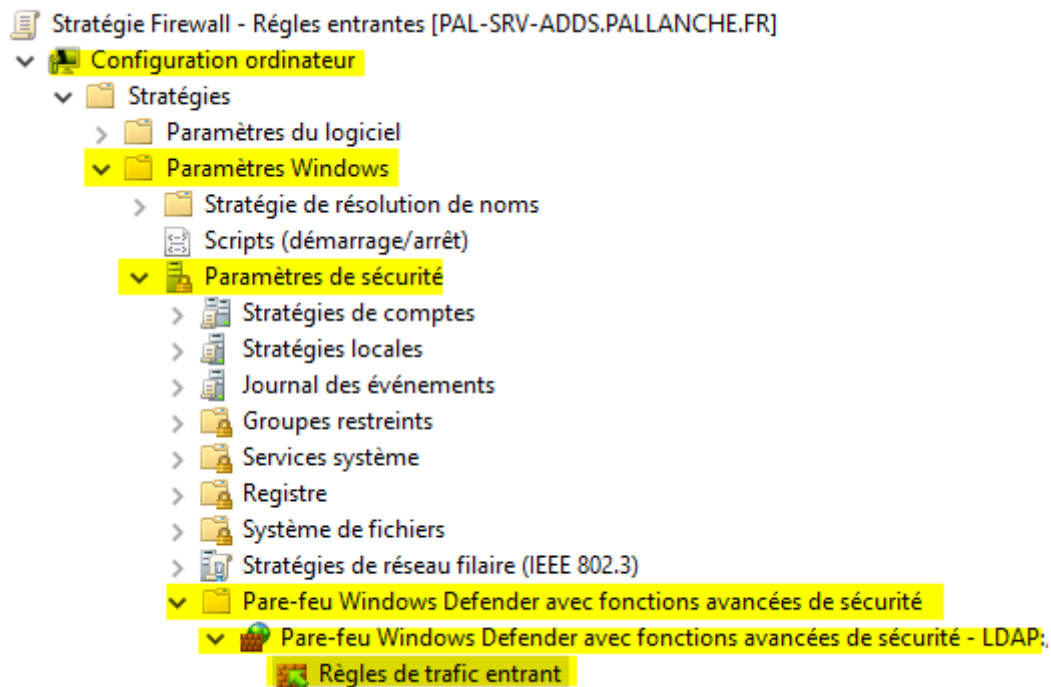 Stratégie Firewall - Régles entrantes [PAL-SRV-ADDS.PALLANCHE.FR]
Configuration ordinateur
Stratégies
Paramètres du logiciel
Paramètres Windows
Stratégie de résolution de noms
Scripts (démarrage/arrêt)
Paramètres de sécurité
Stratégies de comptes
Stratégies locales
Journal des événements
Groupes restreints
Services système
Registre
Système de fichiers
Stratégies de réseau filaire (IEEE 802.3)
Pare-feu Windows Defender avec fonctions avancées de sécurité
Pare-feu Windows Defender avec fonctions avancées de sécurité - LDAP:
Règles de trafic entrant